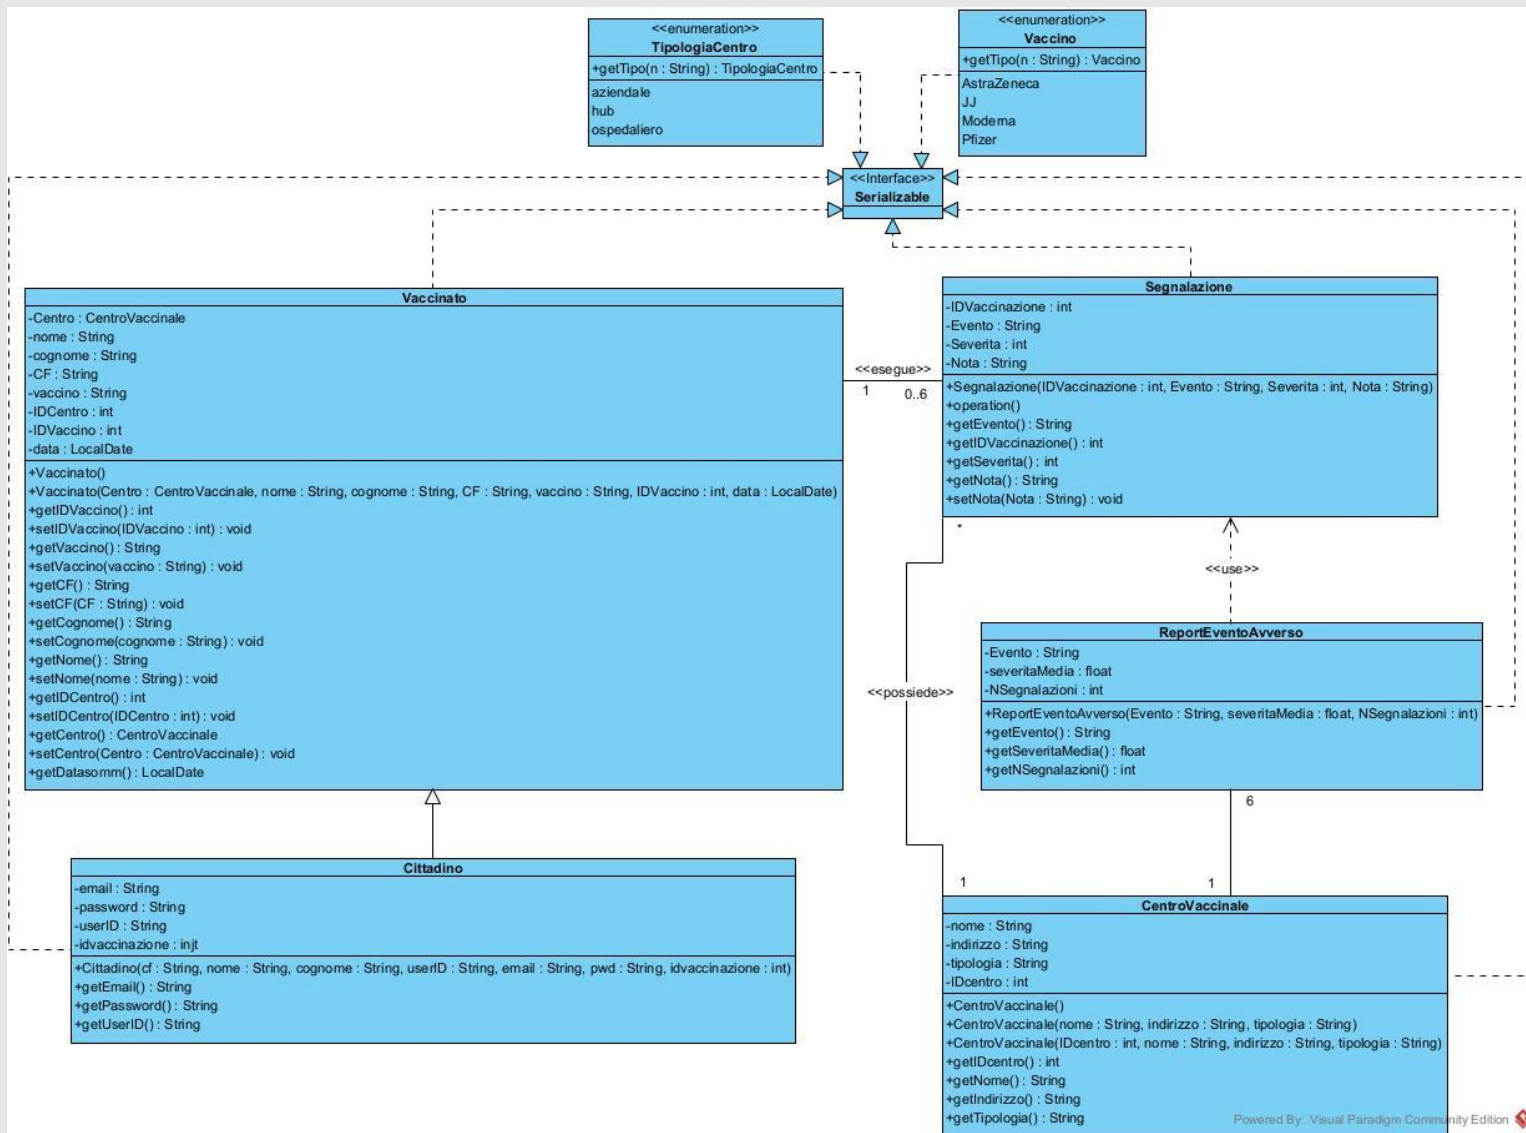 <<enumeration>>
TipologiaCentro
+getTipo(n : String) : TipologiaCentro
aziendale
hub
ospedaliero
<<enumeration>>
Vaccino
+getTipo(n : String) : Vaccino
AstraZeneca
JJ
Moderna
Pfizer
<<Interface>>
Serializable
Vaccinato
-Centro : CentroVaccinale
-nome : String
-cognome : String
-CF : String
-vaccino : String
-IDCentro : int
-IDVaccino : int
-data : LocalDate
+Vaccinato()
+Vaccinato(Centro : CentroVaccinale, nome : String, cognome : String, CF : String, vaccino : String, IDVaccino : int, data : LocalDate)
+getIDVaccino() : int
+setIDVaccino(IDVaccino : int) : void
+getVaccino() : String
+setVaccino(vaccino : String) : void
+getCF() : String
+setCF(CF : String) : void
+getCognome() : String
+setCognome(cognome : String) : void
+getNome() : String
+setNome(nome : String) : void
+getIDCentro() : int
+setIDCentro(IDCentro : int) : void
+getCentro() : CentroVaccinale
+setCentro(Centro : CentroVaccinale) : void
+getDatasomm() : LocalDate
<<esegue>>
1
0..6
Segnalazione
-IDVaccinazione : int
-Evento : String
-Severita : int
-Nota : String
+Segnalazione(IDVaccinazione : int, Evento : String, Severita : int, Nota : String)
+operation()
+getEvento() : String
+getIDVaccinazione() : int
+getSeverita() : int
+getNota() : String
+setNota(Nota : String) : void
*
<<use>>
<<possiede>>
ReportEventoAvverso
-Evento : String
-severitaMedia : float
-NSegnalazioni : int
+ReportEventoAvverso(Evento : String, severitaMedia : float, NSegnalazioni : int)
+getEvento() : String
+getSeveritaMedia() : float
+getNSegnalazioni() : int
6
1
1
Cittadino
-email : String
-password : String
-userID : String
-idvaccinazione : injt
+Cittadino(cf : String, nome : String, cognome : String, userID : String, email : String, pwd : String, idvaccinazione : int)
+getEmail() : String
+getPassword() : String
+getUserID() : String
CentroVaccinale
-nome : String
-indirizzo : String
-tipologia : String
-IDcentro : int
+CentroVaccinale()
+CentroVaccinale(nome : String, indirizzo : String, tipologia : String)
+CentroVaccinale(IDcentro : int, nome : String, indirizzo : String, tipologia : String)
+getIDcentro() : int
+getNome() : String
+getIndirizzo() : String
+getTipologia() : String
Powered By Visual Paradigm Community Edition